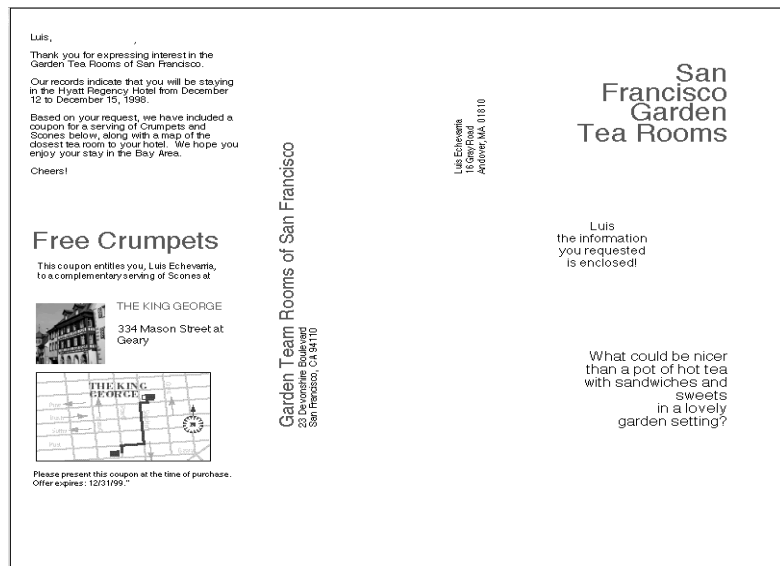 Luis,
,
Thank you for expressing interest in the
Garden Tea Rooms of San Francisco.
Our records indicate that you will be staying
in the Hyatt Regency Hotel from December
12 to December 15, 1998.
Based on your request, we have included a
coupon for a serving of Crumpets and
Scones below, along with a map of the
closest tea room to your hotel. We hope you
enjoy your stay in the Bay Area.
Cheers!
Free Crumpets
This coupon entitles you, Luis Echevarria,
to a complementary serving of Scones at
THE KING GEORGE
334 Mason Street at
Geary
THE KING
GEORGE
Post
Sutter
Please present this coupon at the time of purchase.
Offer expires: 12/31/99."
Garden Team Rooms of San Francisco
23 Devonshire Boulevard
San Francisco, CA 94110
Luis Echevarria
16 Gray Road
Andover, MA 01810
San
Francisco
Garden
Tea Rooms
Luis
the information
you requested
is enclosed!
What could be nicer
than a pot of hot tea
with sandwiches and
sweets
in a lovely
garden setting?